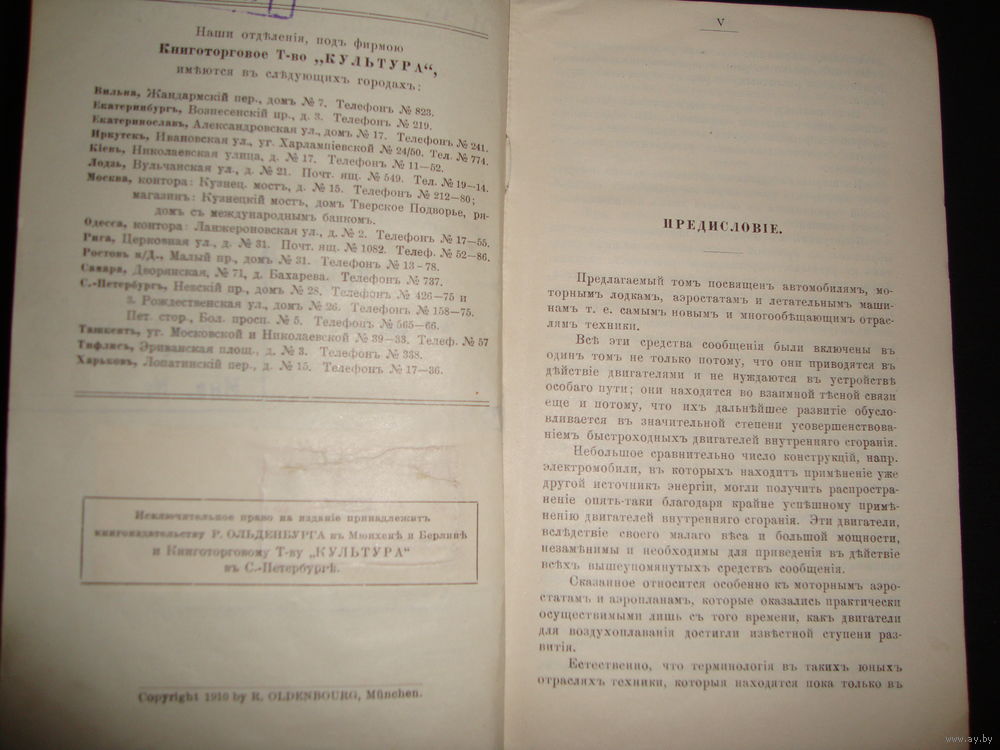 Наши отдѣленія, подъ фирмою
Книготорговое Т-во „КУЛЬТУРА“,
имѣются въ слѣдующихъ городахъ:
Вильна, Жандармскій пер., домъ № 7. Телефонъ № 823.
Екатеринбургъ, Вознесенскій пр., д. 3. Телефонъ № 219.
Екатеринославъ, Александровская ул., домъ № 17. Телефонъ № 241.
Иркутскъ, Ивановская ул., уг. Харлампіевской № 24/50. Тел. № 774.
Кіевъ, Николаевская улица, д. № 17. Телефонъ № 11—52.
Лодзь, Вульчанская ул., д. № 21. Почт. ящ. № 549. Тел. № 19—14.
Москва, контора: Кузнец. мостъ, д. № 15. Телефонъ № 212—80;
магазинъ: Кузнецкій мостъ, домъ Тверское Подворье, ря-
домъ съ международнымъ банкомъ.
Одесса, контора: Ланжероновская ул., д. № 2. Телефонъ № 17—55.
Рига, Церковная ул., д. № 31. Почт. ящ. № 1082. Телеф. № 52—86.
Ростовъ н/Д., Малый пр., домъ № 31. Телефонъ № 13—78.
Самара, Дворянская, № 71, д. Бахарева. Телефонъ № 737.
С.-Петербургъ, Невскій пр., домъ № 28. Телефонъ № 426—75 и
3. Рождественская ул., домъ № 26. Телефонъ № 158—75.
Пет. стор., Бол. просп. № 5. Телефонъ № 565—66.
Ташкентъ, уг. Московской и Николаевской № 39—33. Телеф. № 57
Тифлисъ, Эриванская площ., д. № 3. Телефонъ № 338.
Харьковъ, Лопатинскій пер., д. № 15. Телефонъ № 17—36.
Исключительное право на изданіе принадлежитъ
книгоиздательству Р. ОЛЬДЕНБУРГА въ Мюнхенѣ и Берлинѣ
и Книготорговому Т-ву „КУЛЬТУРА“
въ С.-Петербургѣ.
Copyright 1910 by R. OLDENBOURG, München.
V
ПРЕДИСЛОВІЕ.
Предлагаемый томъ посвященъ автомобилямъ, мо-
торнымъ лодкамъ, аэростатамъ и летательнымъ маши-
намъ т. е. самымъ новымъ и многообѣщающимъ отрас-
лямъ техники.
Всѣ эти средства сообщенія были включены въ
одинъ томъ не только потому, что они приводятся въ
дѣйствіе двигателями и не нуждаются въ устройствѣ
особаго пути; они находятся во взаимной тѣсной связи
еще и потому, что ихъ дальнѣйшее развитіе обусло-
вливается въ значительной степени усовершенствова-
ніемъ быстроходныхъ двигателей внутренняго сгоранія.
Небольшое сравнительно число конструкцій, напр.
электромобили, въ которыхъ находитъ примѣненіе уже
другой источникъ энергіи, могли получить распростра-
неніе опять-таки благодаря крайне успѣшному примѣ-
ненію двигателей внутренняго сгоранія. Эти двигатели,
вслѣдствіе своего малаго вѣса и большой мощности,
незамѣнимы и необходимы для приведенія въ дѣйствіе
всѣхъ вышеупомянутыхъ средствъ сообщенія.
Сказанное относится особенно къ моторнымъ аэро-
статамъ и аэропланамъ, которые оказались практически
осуществимыми лишь съ того времени, какъ двигатели
для воздухоплаванія достигли извѣстной ступени раз-
витія.
Естественно, что терминологія въ такихъ юныхъ
отрасляхъ техники, которыя находятся пока только въ
www.ay.by